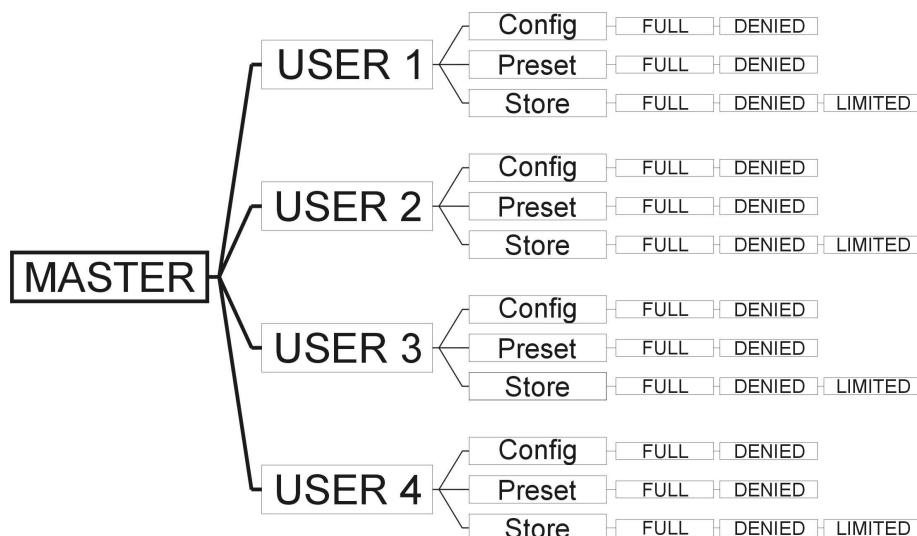 Config FULL DENIED
USER 1 Preset FULL DENIED
Store FULL DENIED LIMITED
Config FULL DENIED
USER 2 Preset FULL DENIED
Store FULL DENIED LIMITED
MASTER
Config FULL DENIED
USER 3 Preset FULL DENIED
Store FULL DENIED LIMITED
Config FULL DENIED
USER 4 Preset FULL DENIED
Store FULL DENIED LIMITED